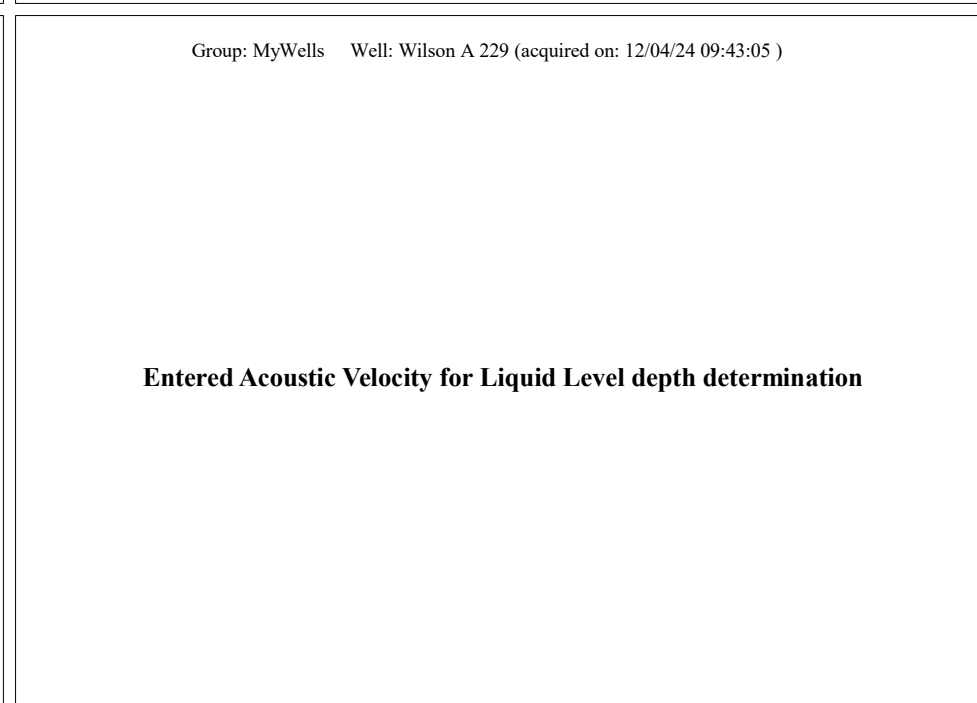 Group: MyWells Well: Wilson A 229 (acquired on: 12/04/24 09:43:05 )
Entered Acoustic Velocity for Liquid Level depth determination